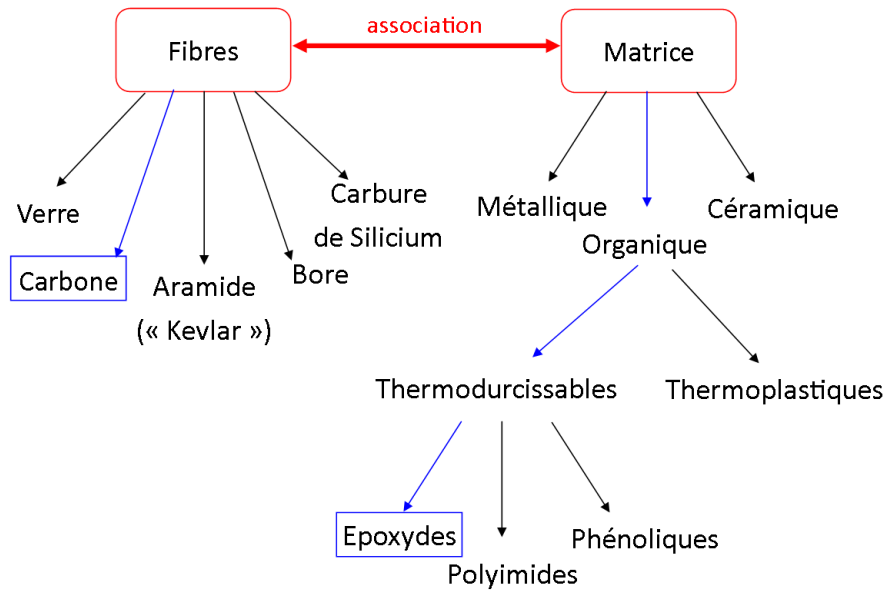 association
Fibres
Matrice
Verre
Carbure
de Silicium
Carbone
Aramide
(« Kevlar »)
Bore
Métallique
Céramique
Organique
Thermodurcissables
Thermoplastiques
Epoxydes
Phénoliques
Polyimides